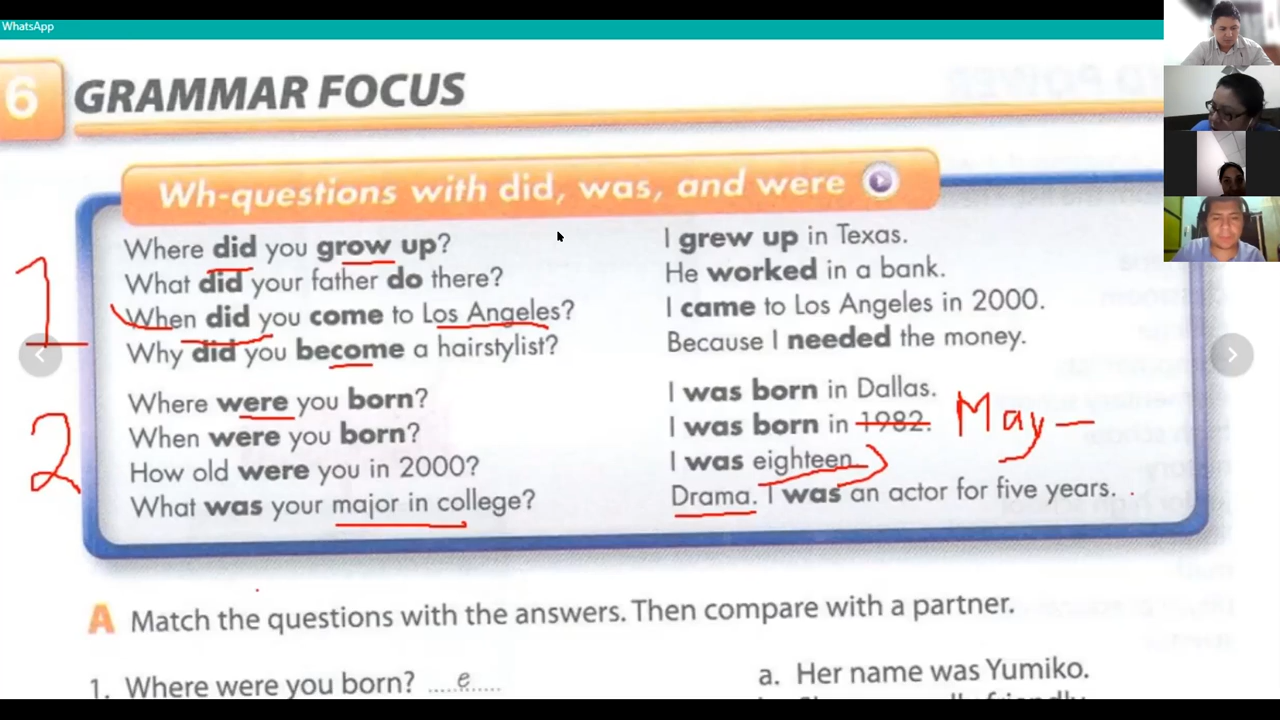 WhatsApp
6 GRAMMAR FOCUS
Wh-questions with did, was, and were
Where did you grow up? I grew up in Texas.
What did your father do there? He worked in a bank.
When did you come to Los Angeles? I came to Los Angeles in 2000.
Why did you become a hairstylist? Because I needed the money.
1
Where were you born? I was born in Dallas.
When were you born? I was born in 1982. May
How old were you in 2000? I was eighteen.
What was your major in college? Drama. I was an actor for five years.
2
A Match the questions with the answers. Then compare with a partner.
1. Where were you born? e a. Her name was Yumiko.